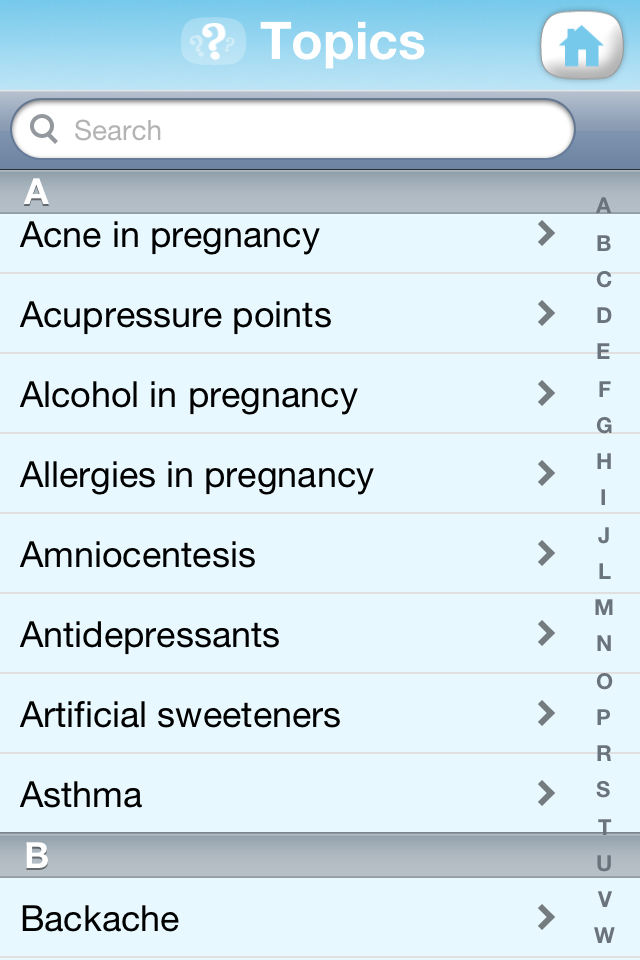 ??? Topics
Search
A
Acne in pregnancy
Acupressure points
Alcohol in pregnancy
Allergies in pregnancy
Amniocentesis
Antidepressants
Artificial sweeteners
Asthma
B
Backache
A
B
C
D
E
F
G
H
I
J
L
M
N
O
P
R
S
T
U
V
W